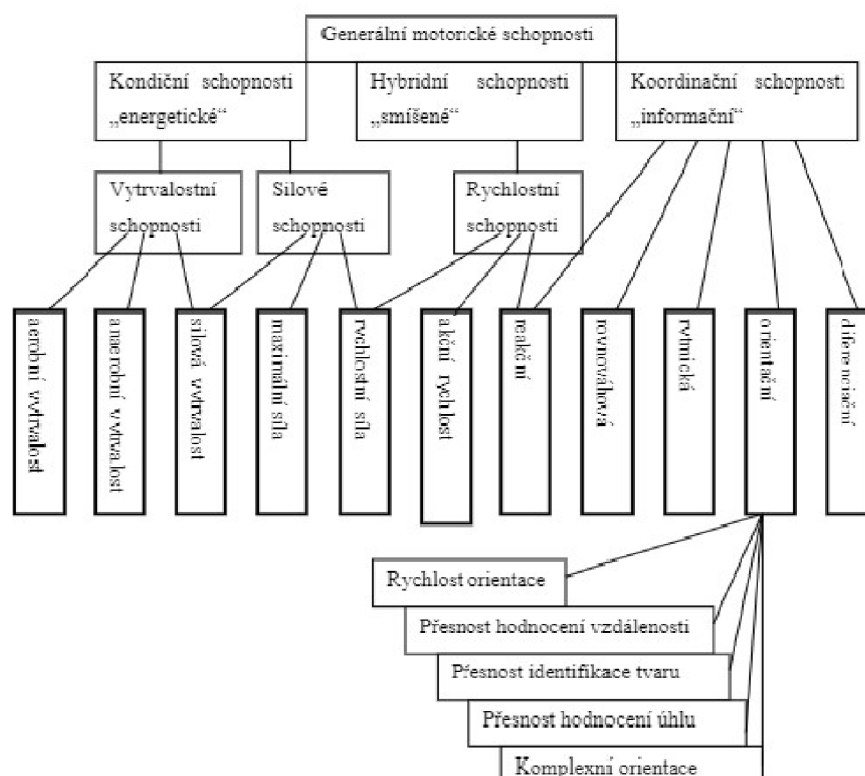 Generální motorické schopnosti
Kondiční schopnosti
„energetické“
Hybridní schopnosti
„smíšené“
Koordinační schopnosti
„informační“
Vytrvalostní
schopnosti
Silové
schopnosti
Rychlostní
schopnosti
aerobní vytrvalost
anaerobní vytrvalost
silová vytrvalost
maximální síla
rychlostní síla
akční rychlost
reakční
rovnováhová
rytmická
orientační
diferenciační
Rychlost orientace
Přesnost hodnocení vzdálenosti
Přesnost identifikace tvaru
Přesnost hodnocení úhlu
Komplexní orientace